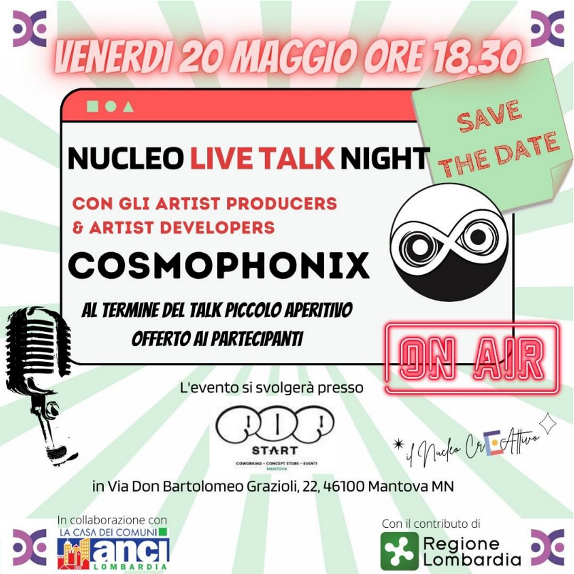 VENERDI 20 MAGGIO ORE 18.30
SAVE
THE DATE
NUCLEO LIVE TALK NIGHT
CON GLI ARTIST PRODUCERS
& ARTIST DEVELOPERS
COSMOPHONIX
AL TERMINE DEL TALK PICCOLO APERITIVO
OFFERTO AI PARTECIPANTI
ON AIR
L'evento si svolgerà presso
POP
START
COWORKING • CONCEPT STORE • EVENTI
MANTOVA
il Nucleo CrEAttivo
in Via Don Bartolomeo Grazioli, 22, 46100 Mantova MN
In collaborazione con
LA CASA DEI COMUNI
anci
LOMBARDIA
Con il contributo di
Regione
Lombardia